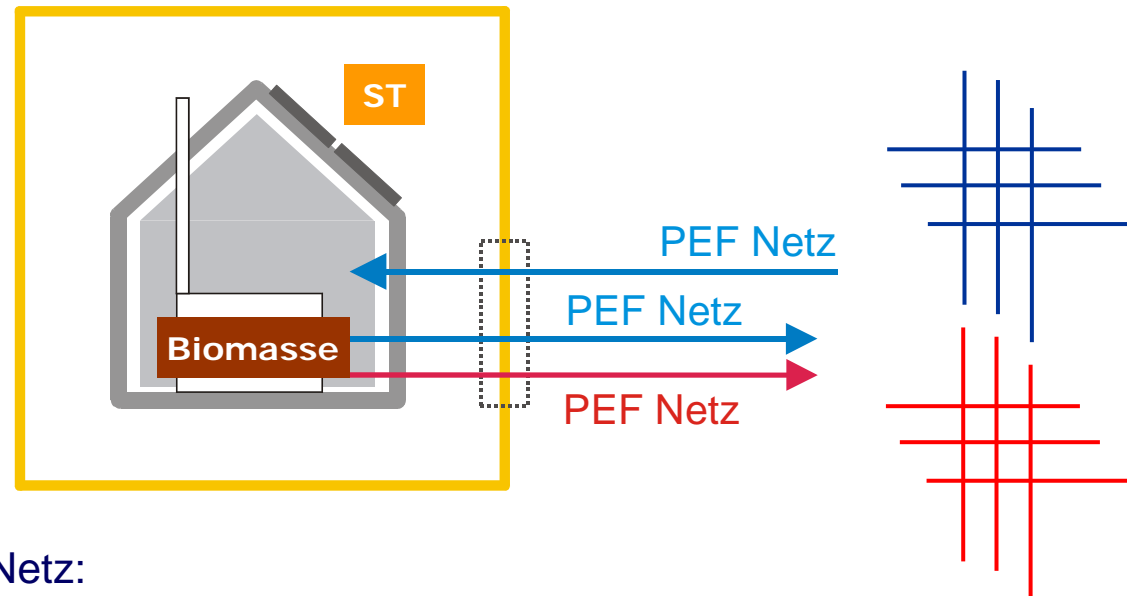 ST
PEF Netz
PEF Netz
Biomasse
PEF Netz
Netz: